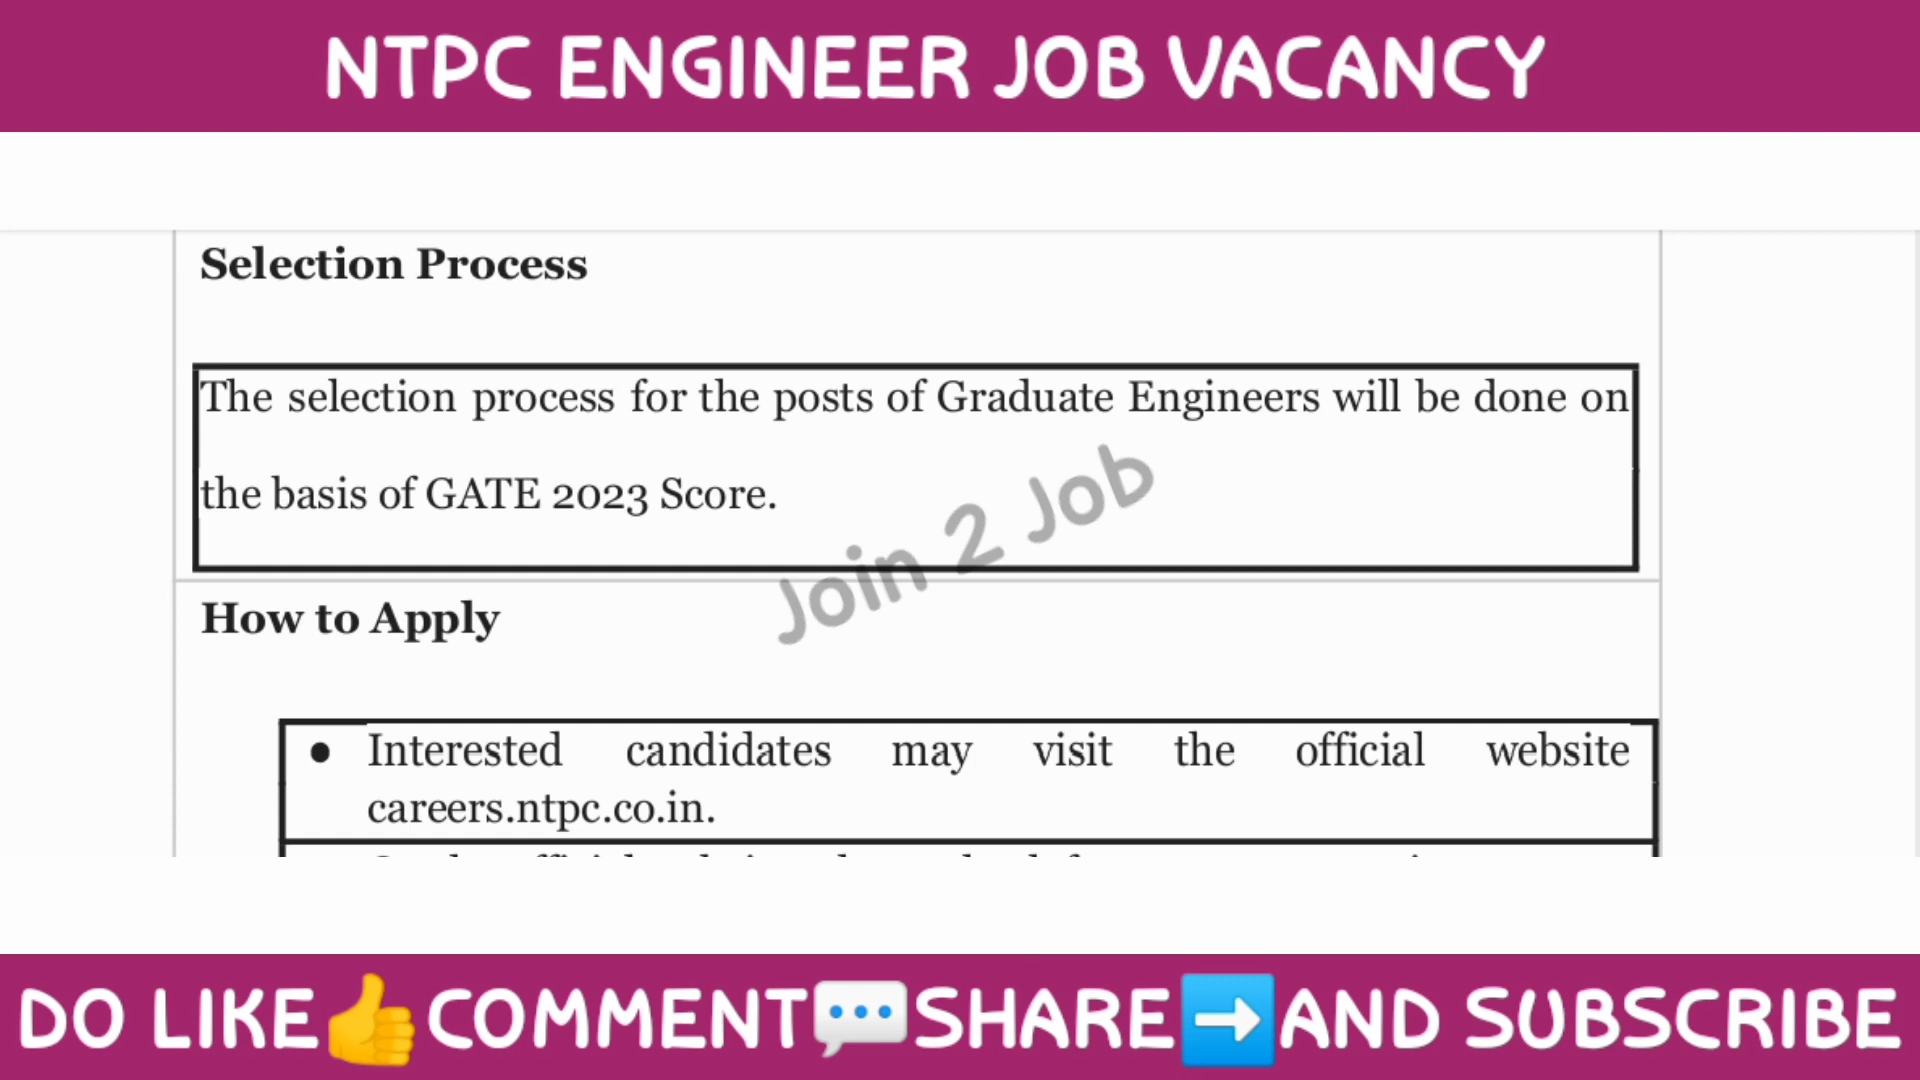 NTPC ENGINEER JOB VACANCY
Selection Process
The selection process for the posts of Graduate Engineers will be done on
the basis of GATE 2023 Score.
Join 2 Job
How to Apply
● Interested candidates may visit the official website
careers.ntpc.co.in.
DO LIKE👍COMMENT💬SHARE➡️AND SUBSCRIBE